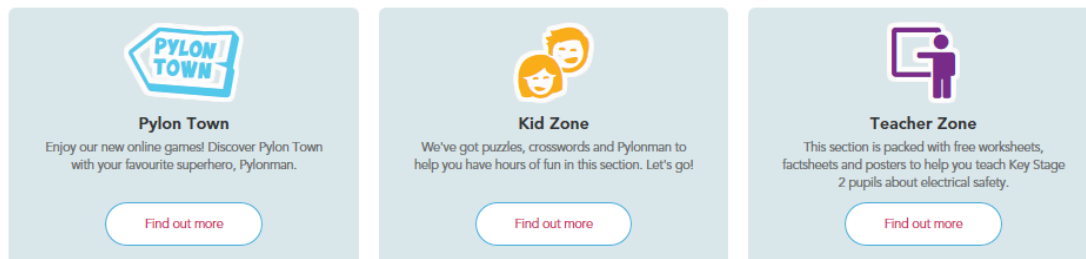 PYLON
TOWN
Pylon Town
Enjoy our new online games! Discover Pylon Town
with your favourite superhero, Pylonman.
Find out more
Kid Zone
We've got puzzles, crosswords and Pylonman to
help you have hours of fun in this section. Let's go!
Find out more
Teacher Zone
This section is packed with free worksheets,
factsheets and posters to help you teach Key Stage
2 pupils about electrical safety.
Find out more